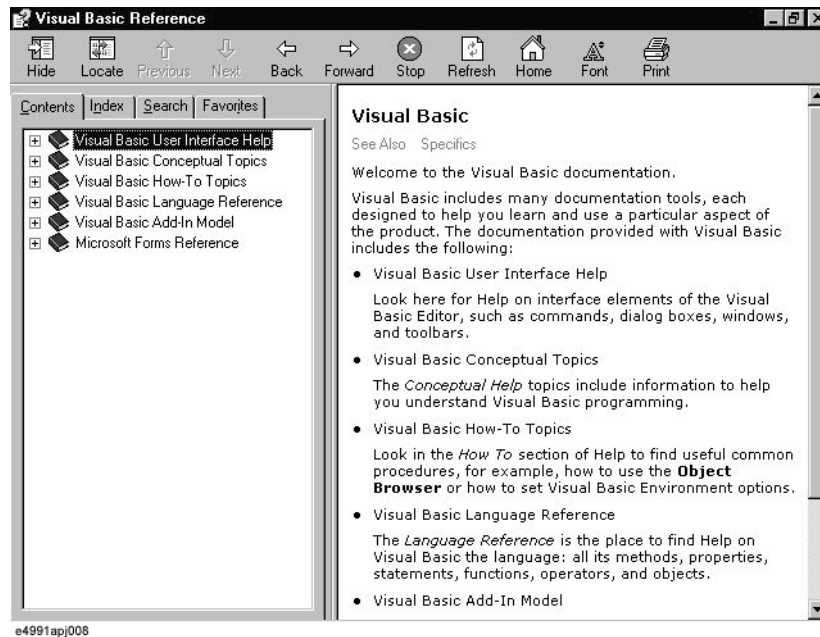 Visual Basic Reference
Hide Locate Previous Next Back Forward Stop Refresh Home Font Print
Contents Index Search Favorites
Visual Basic User Interface Help
Visual Basic Conceptual Topics
Visual Basic How-To Topics
Visual Basic Language Reference
Visual Basic Add-In Model
Microsoft Forms Reference
Visual Basic
See Also Specifics
Welcome to the Visual Basic documentation.
Visual Basic includes many documentation tools, each
designed to help you learn and use a particular aspect of
the product. The documentation provided with Visual Basic
includes the following:
• Visual Basic User Interface Help
Look here for Help on interface elements of the Visual
Basic Editor, such as commands, dialog boxes, windows,
and toolbars.
• Visual Basic Conceptual Topics
The Conceptual Help topics include information to help
you understand Visual Basic programming.
• Visual Basic How-To Topics
Look in the How To section of Help to find useful common
procedures, for example, how to use the Object
Browser or how to set Visual Basic Environment options.
• Visual Basic Language Reference
The Language Reference is the place to find Help on
Visual Basic the language: all its methods, properties,
statements, functions, operators, and objects.
• Visual Basic Add-In Model
e4991apj008